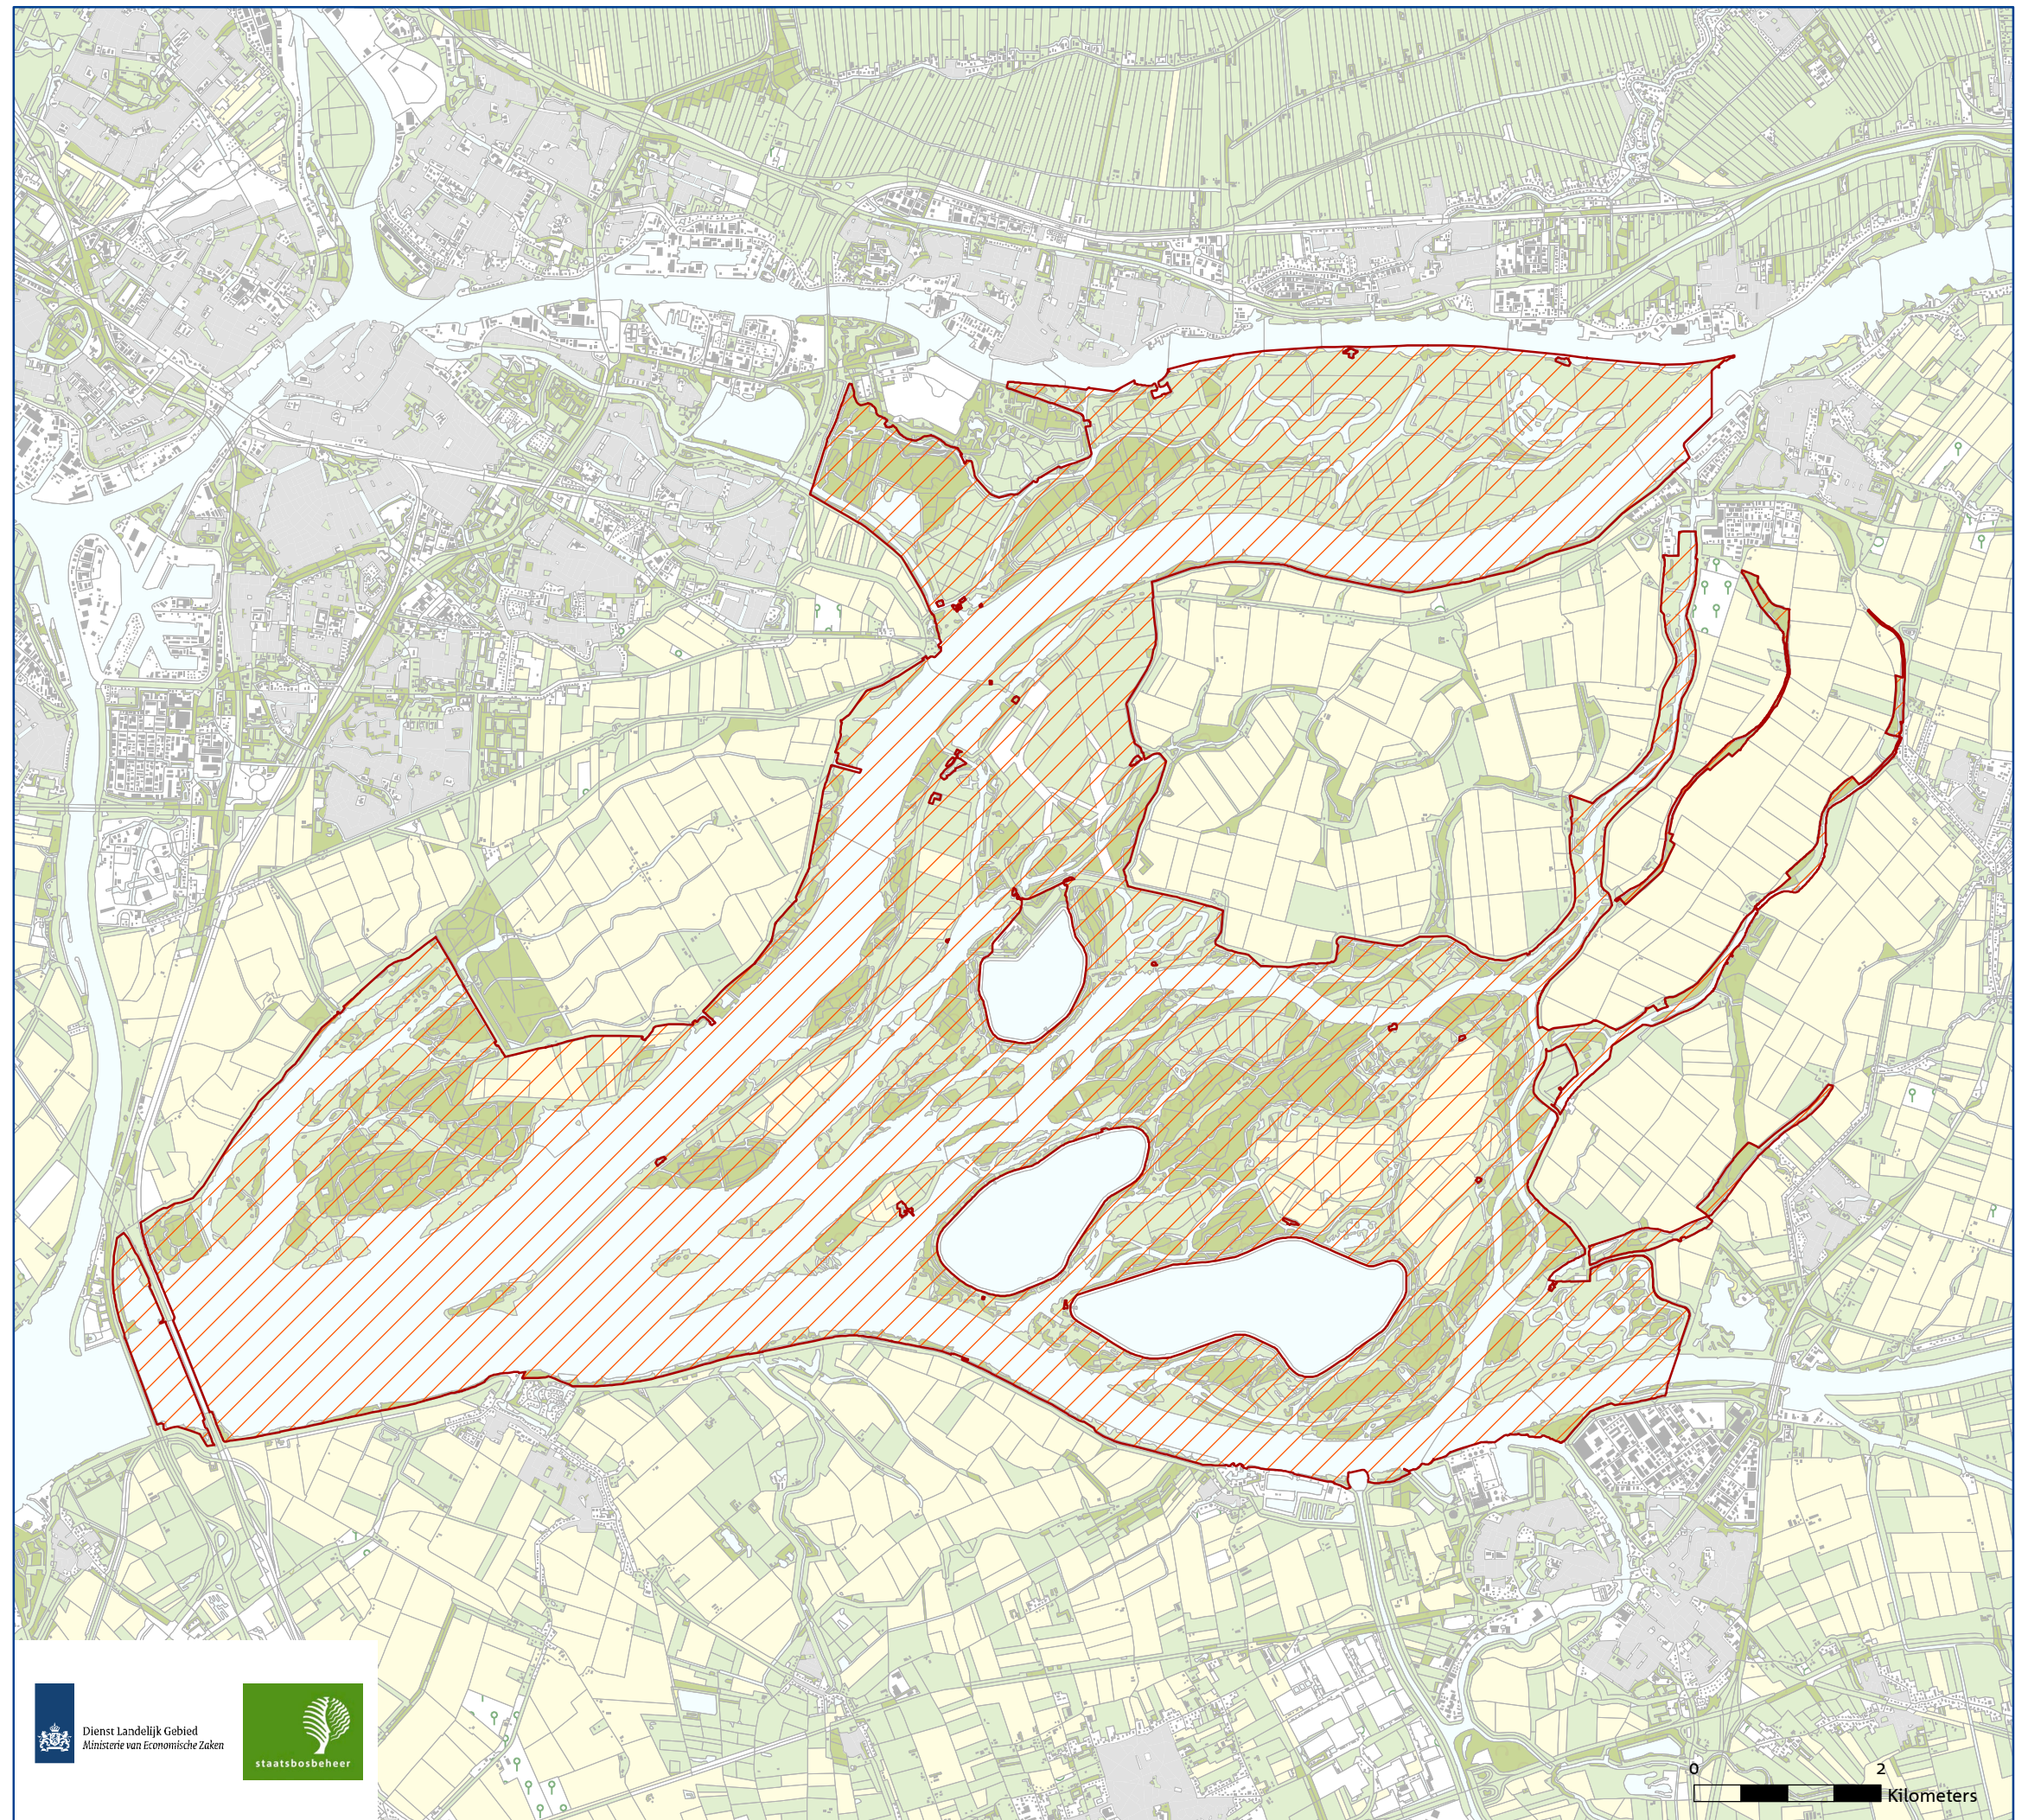 Dienst Landelijk Gebied
Ministerie van Economische Zaken
staatsbosbeheer
0 2
Kilometers